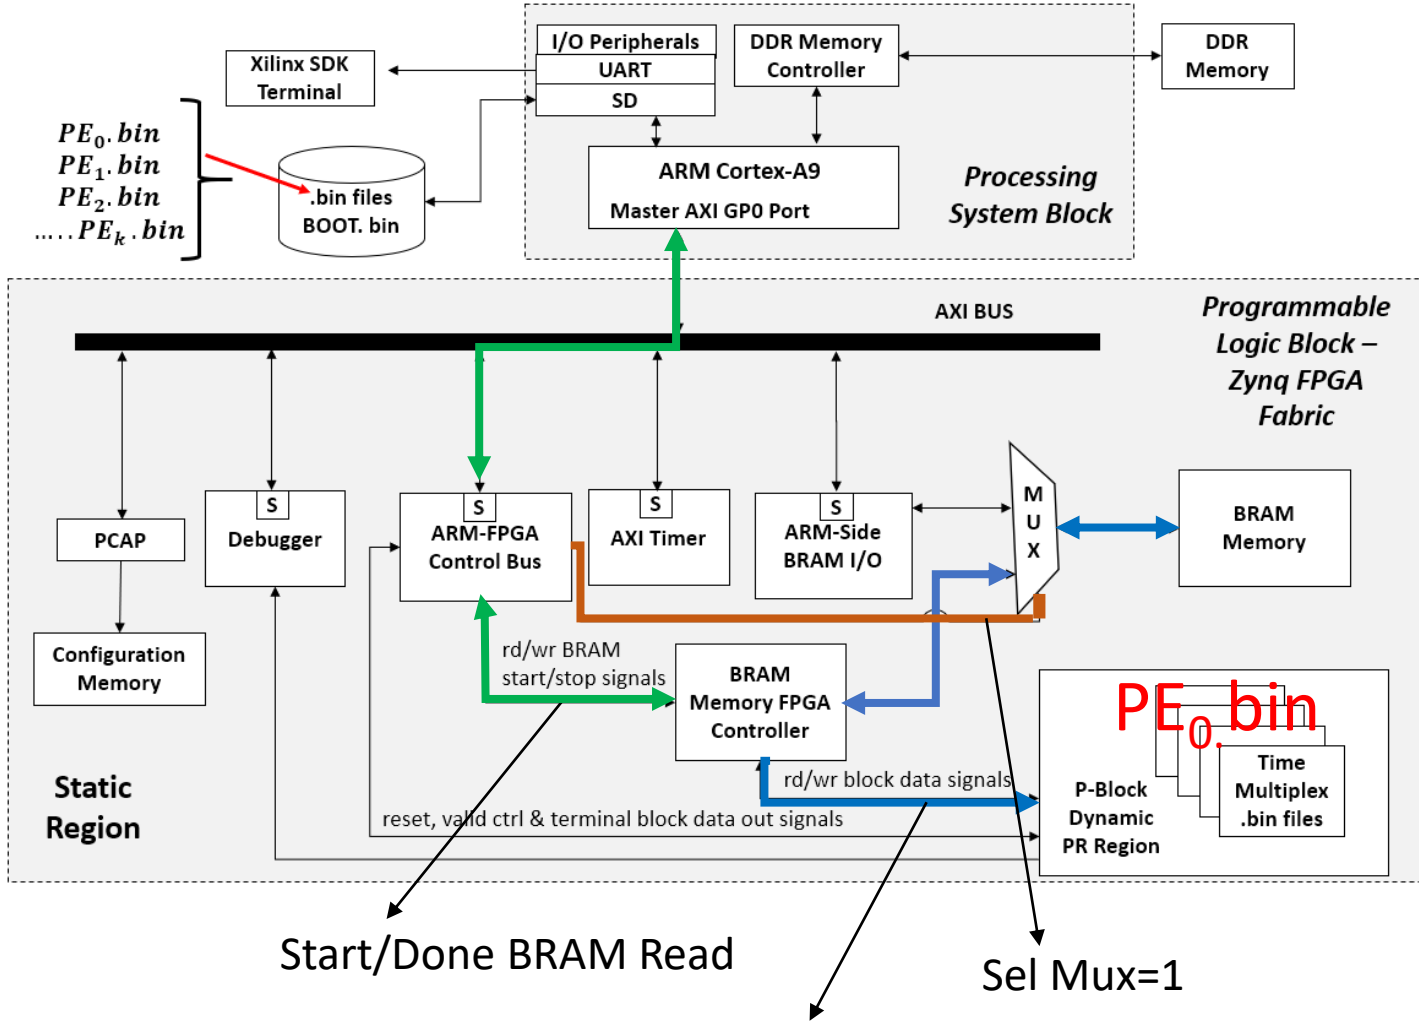 I/O Peripherals
UART
SD
DDR Memory
Controller
DDR
Memory
Xilinx SDK
Terminal
PE₀.bin
PE₁.bin
PE₂.bin
.....PEₖ.bin
.bin files
BOOT. bin
ARM Cortex-A9
Master AXI GP0 Port
Processing
System Block
AXI BUS
Programmable
Logic Block –
Zynq FPGA
Fabric
PCAP
Configuration
Memory
S
Debugger
S
ARM-FPGA
Control Bus
S
AXI Timer
S
ARM-Side
BRAM I/O
M
U
X
BRAM
Memory
rd/wr BRAM
start/stop signals
BRAM
Memory FPGA
Controller
rd/wr block data signals
reset, valid ctrl & terminal block data out signals
PE₀.bin
P-Block
Dynamic
PR Region
Time
Multiplex
.bin files
Static
Region
Start/Done BRAM Read
Sel Mux=1